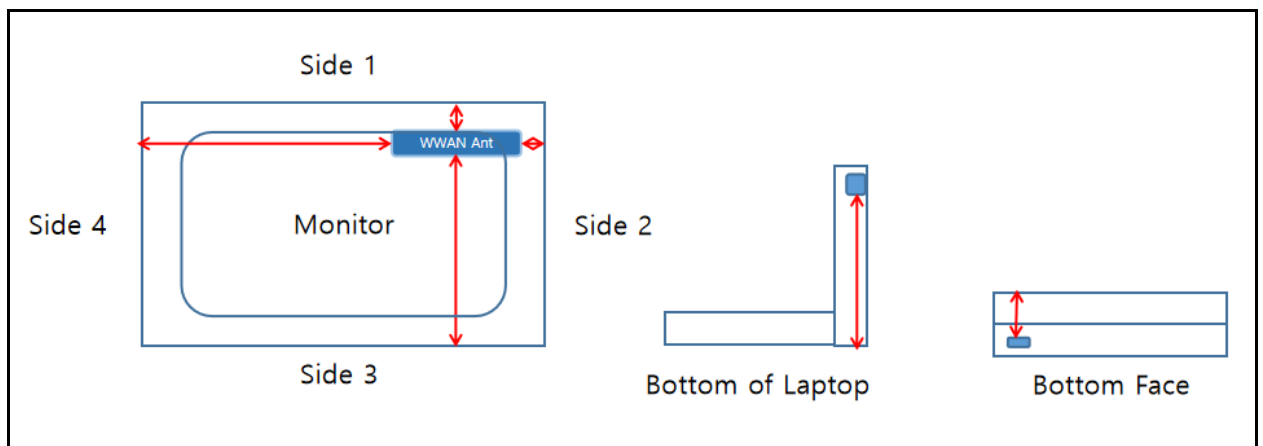 Side 1
WWAN Ant
Side 4
Monitor
Side 2
Side 3
Bottom of Laptop
Bottom Face